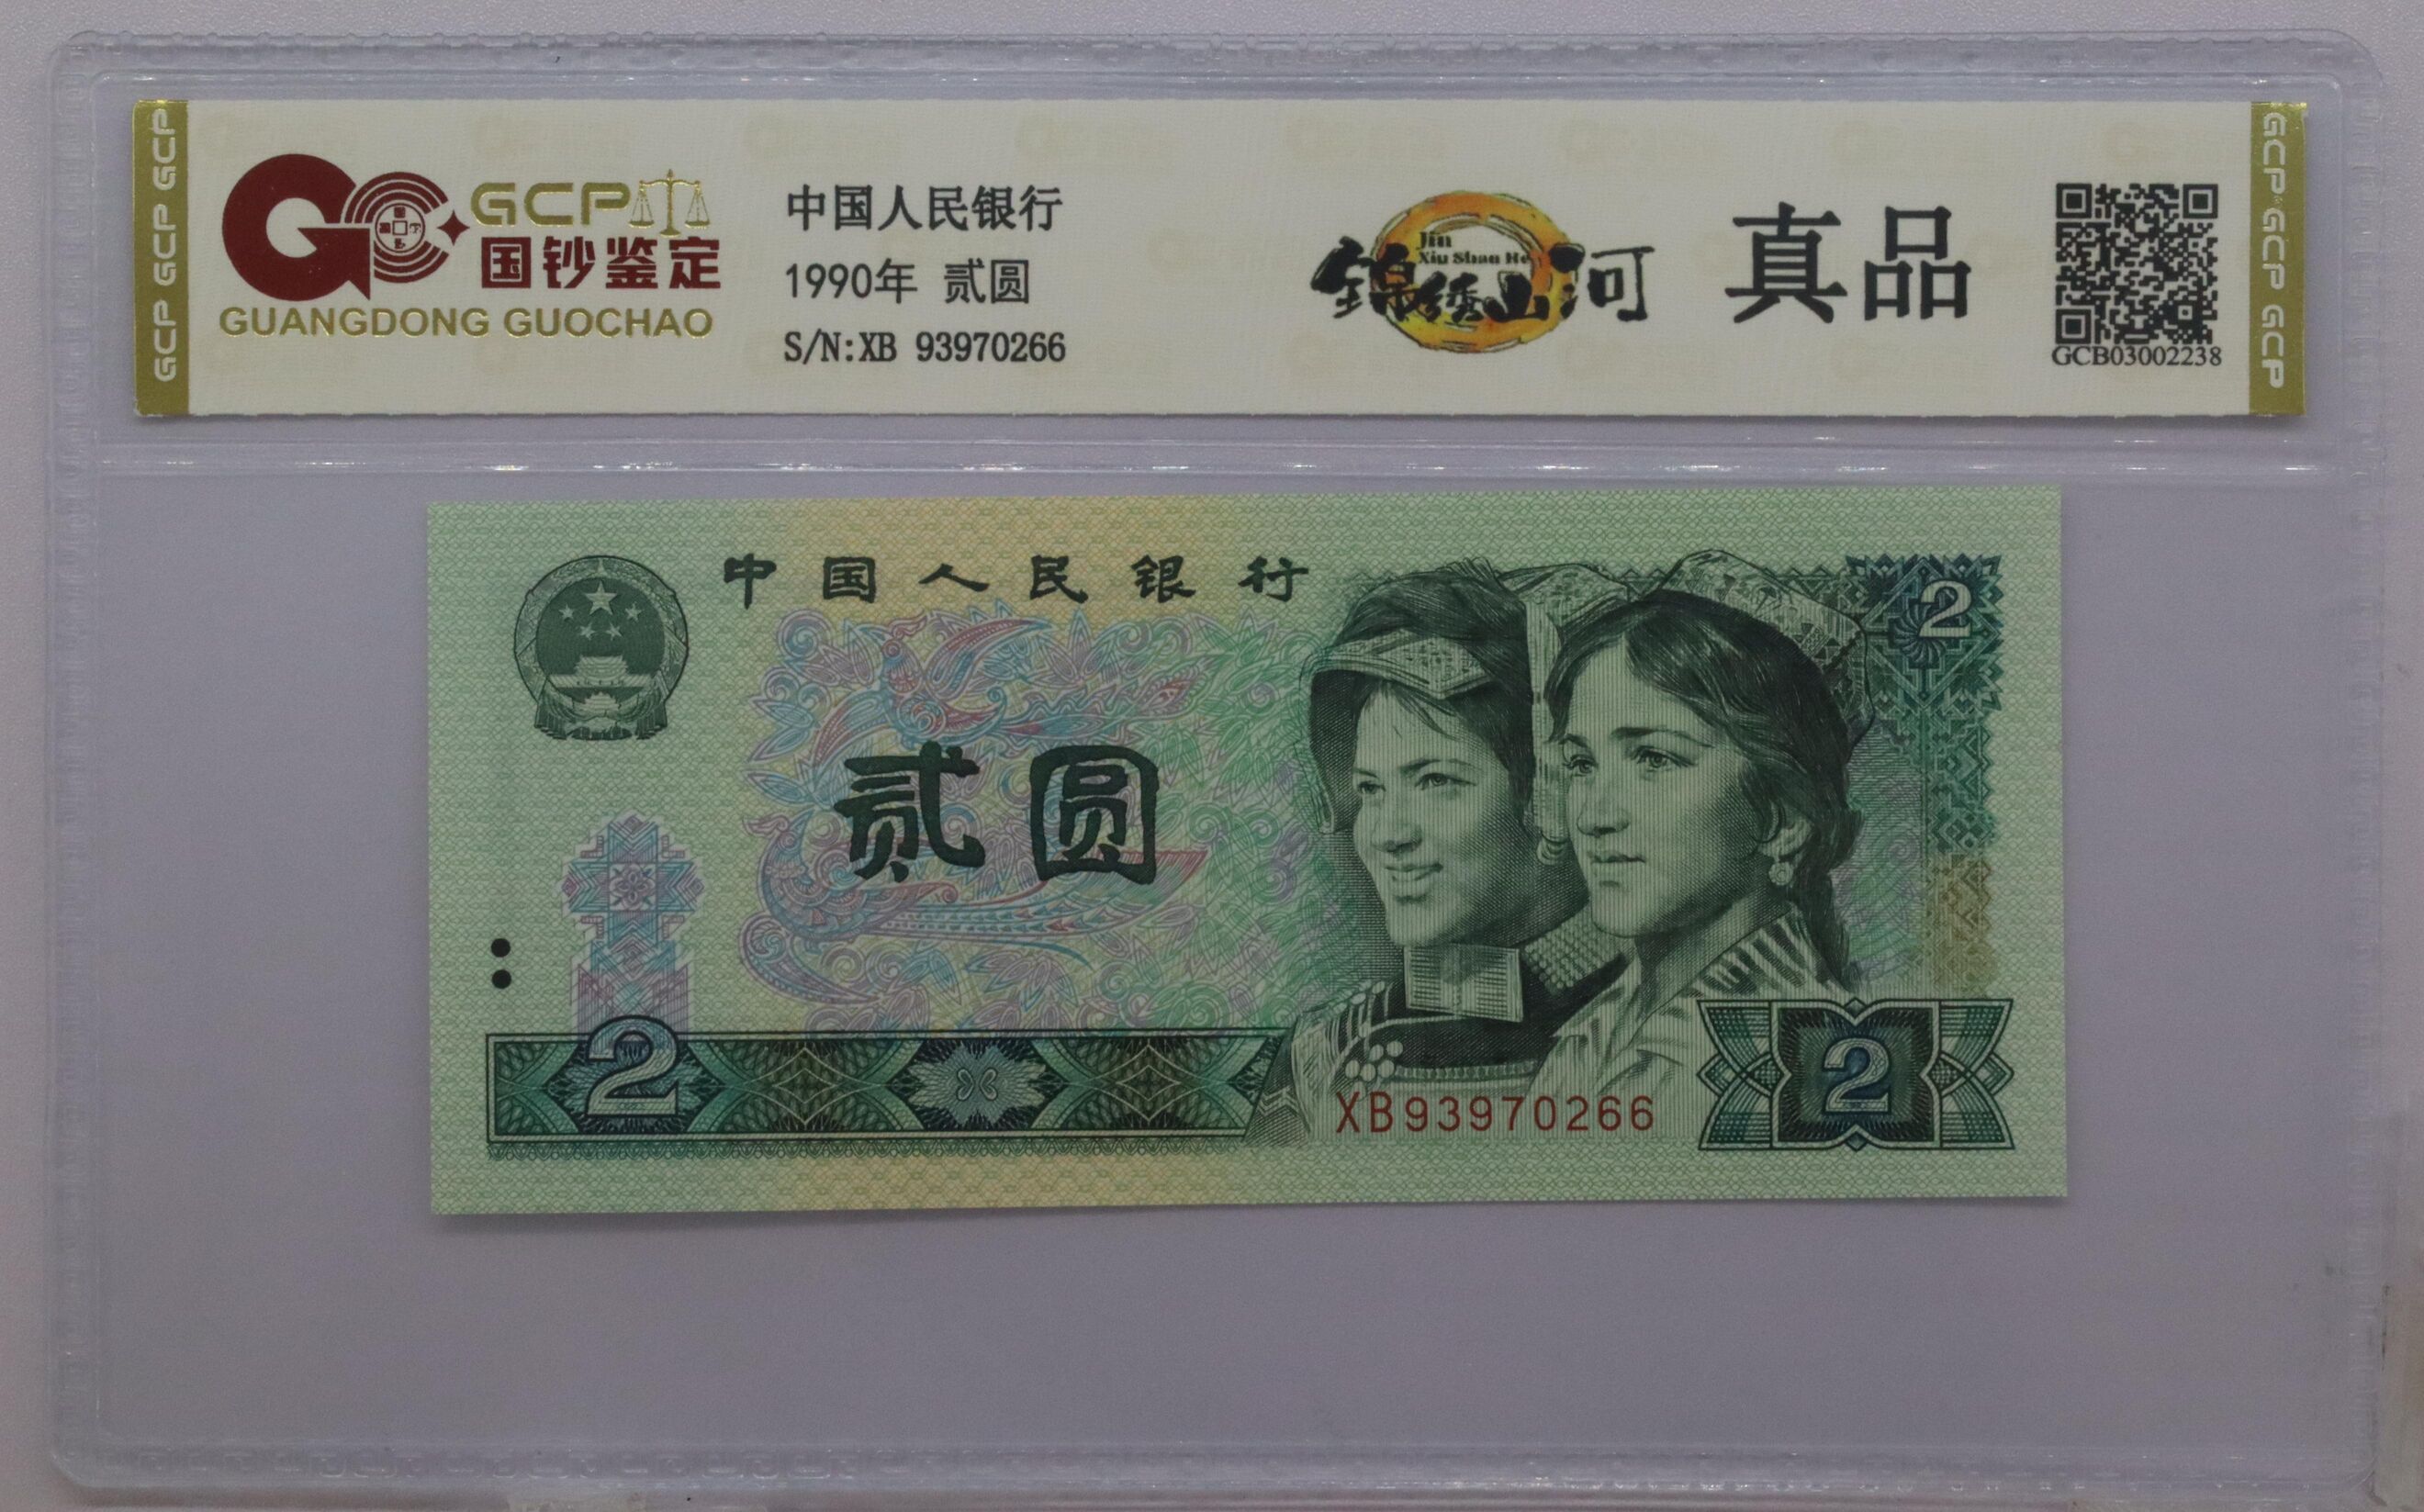 GCP GCP GCP
GCP
国钞鉴定
GUANGDONG GUOCHAO
中国人民银行
1990年 贰圆
S/N:XB 93970266
Jin
Xiu Shan He
锦绣山河
真品
GCB03002238
GCP GCP GCP
中国人民银行
2
贰圆
2
XB93970266
2